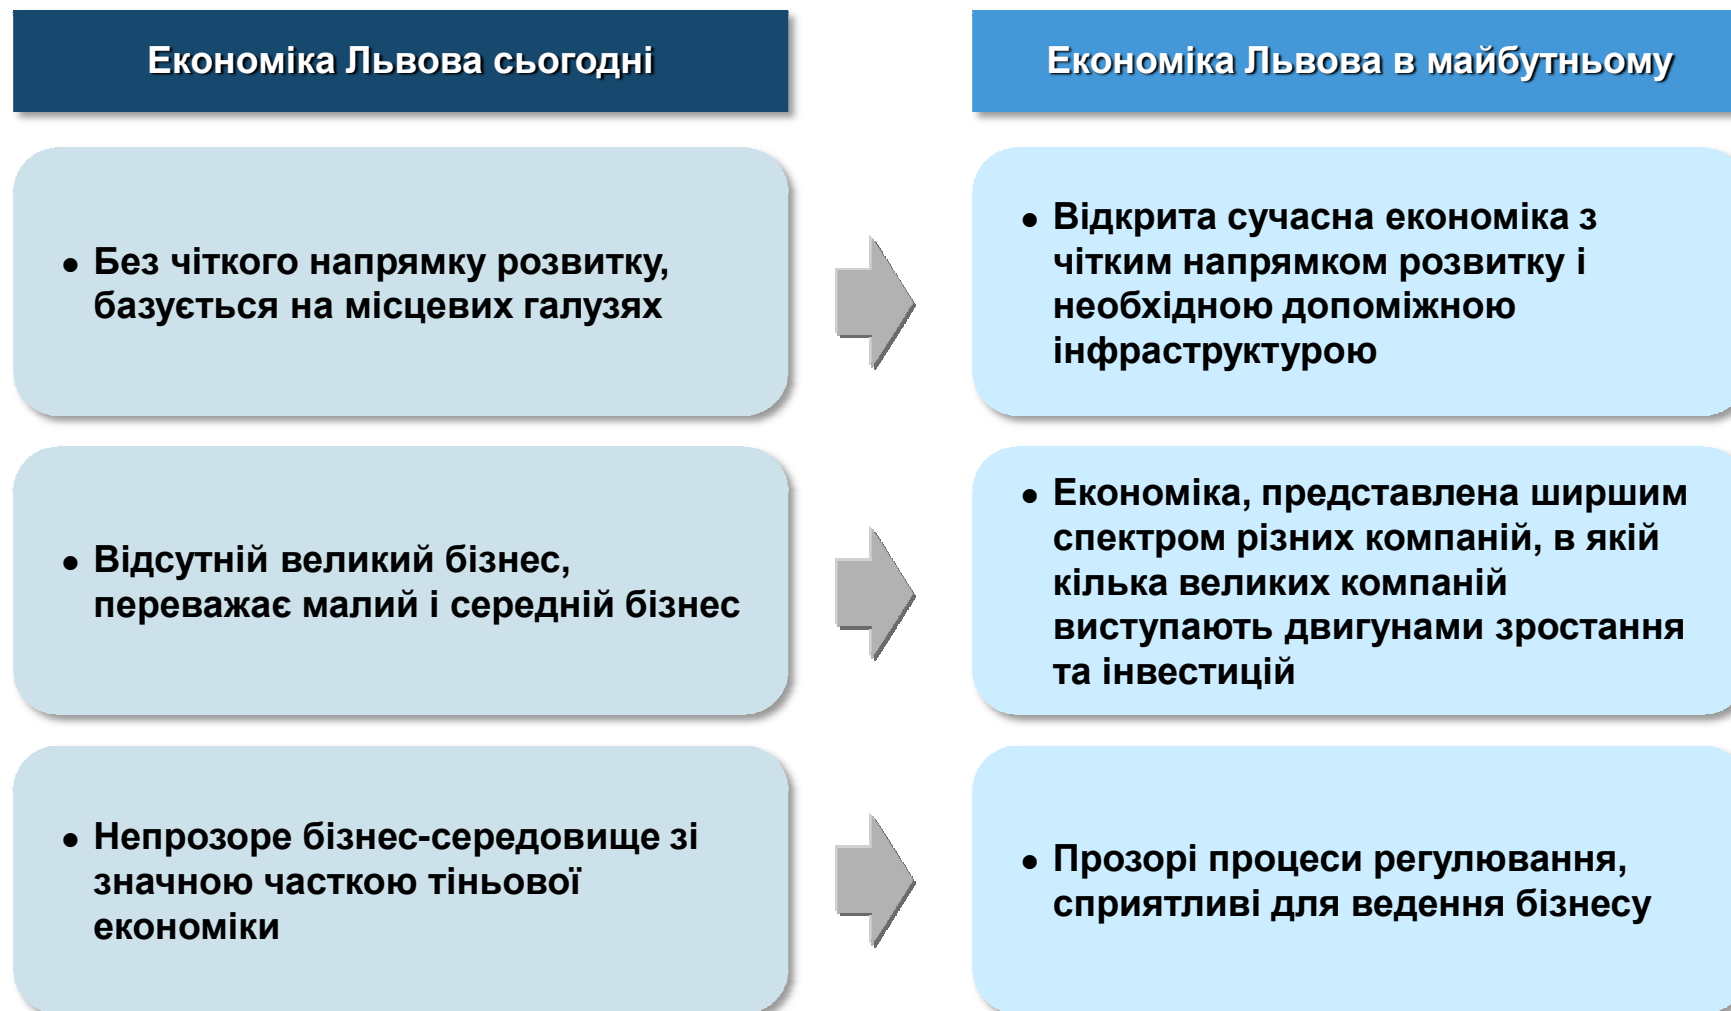 Економіка Львова сьогодні
Економіка Львова в майбутньому
● Без чіткого напрямку розвитку,
базується на місцевих галузях
● Відкрита сучасна економіка з
чітким напрямком розвитку і
необхідною допоміжною
інфраструктурою
● Відсутній великий бізнес,
переважає малий і середній бізнес
● Економіка, представлена ширшим
спектром різних компаній, в якій
кілька великих компаній
виступають двигунами зростання
та інвестицій
● Непрозоре бізнес-середовище зі
значною часткою тіньової
економіки
● Прозорі процеси регулювання,
сприятливі для ведення бізнесу